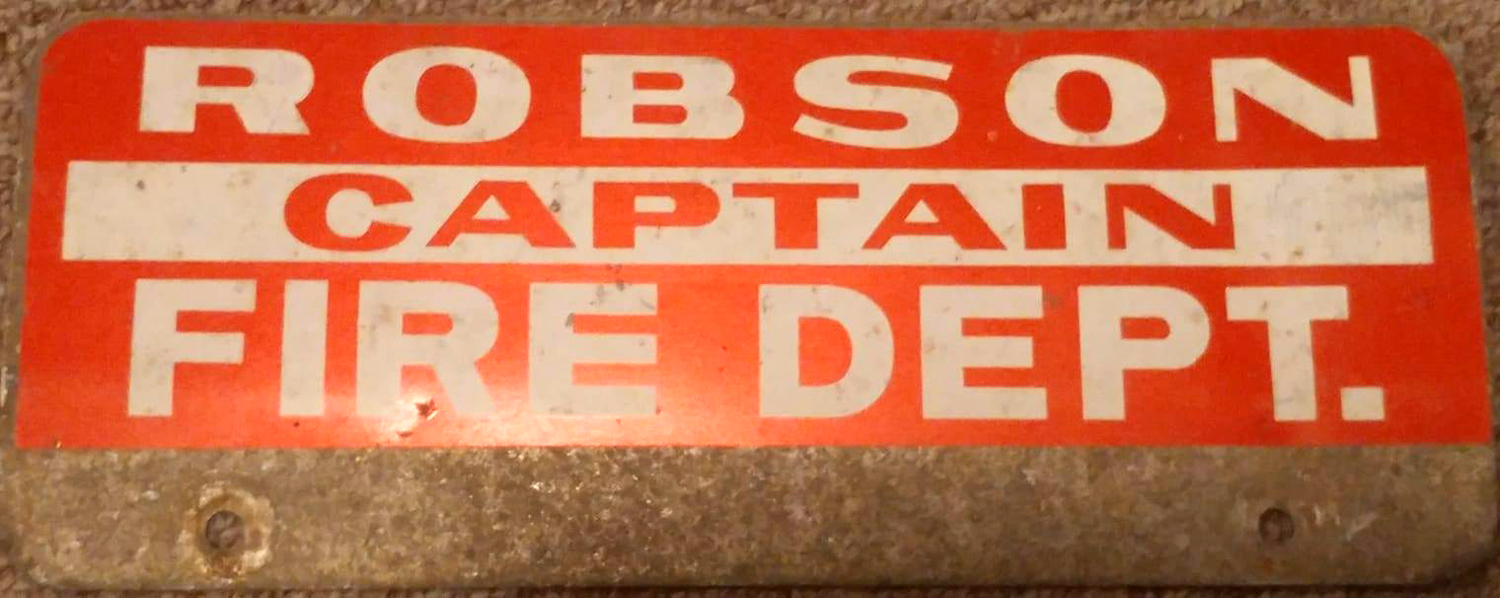 ROBSON
CAPTAIN
FIRE DEPT.